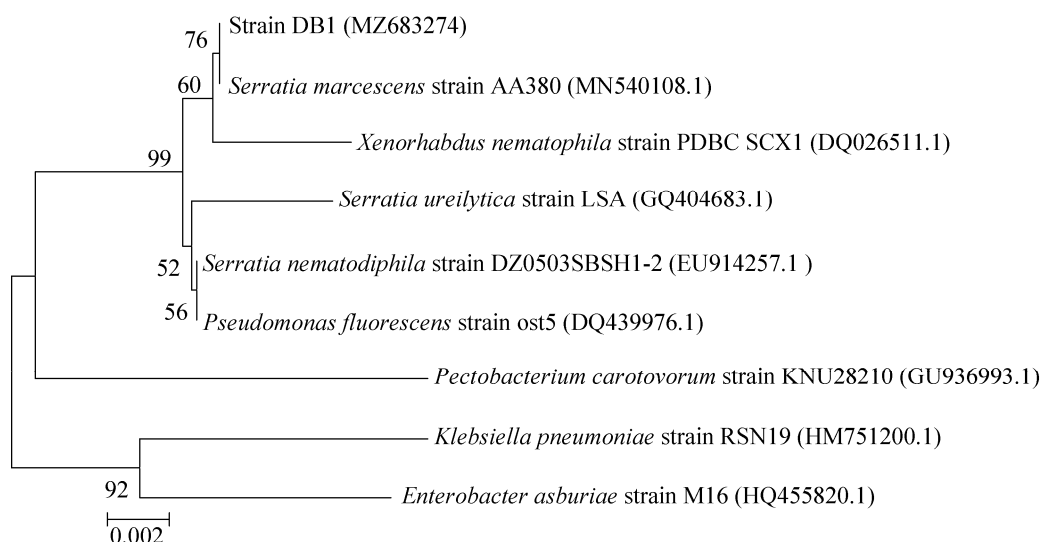 Strain DB1 (MZ683274)
76
60
Serratia marcescens strain AA380 (MN540108.1)
Xenorhabdus nematophila strain PDBC SCX1 (DQ026511.1)
99
Serratia ureilytica strain LSA (GQ404683.1)
52
Serratia nematodiphila strain DZ0503SBSH1-2 (EU914257.1 )
56
Pseudomonas fluorescens strain ost5 (DQ439976.1)
Pectobacterium carotovorum strain KNU28210 (GU936993.1)
Klebsiella pneumoniae strain RSN19 (HM751200.1)
92
Enterobacter asburiae strain M16 (HQ455820.1)
0.002